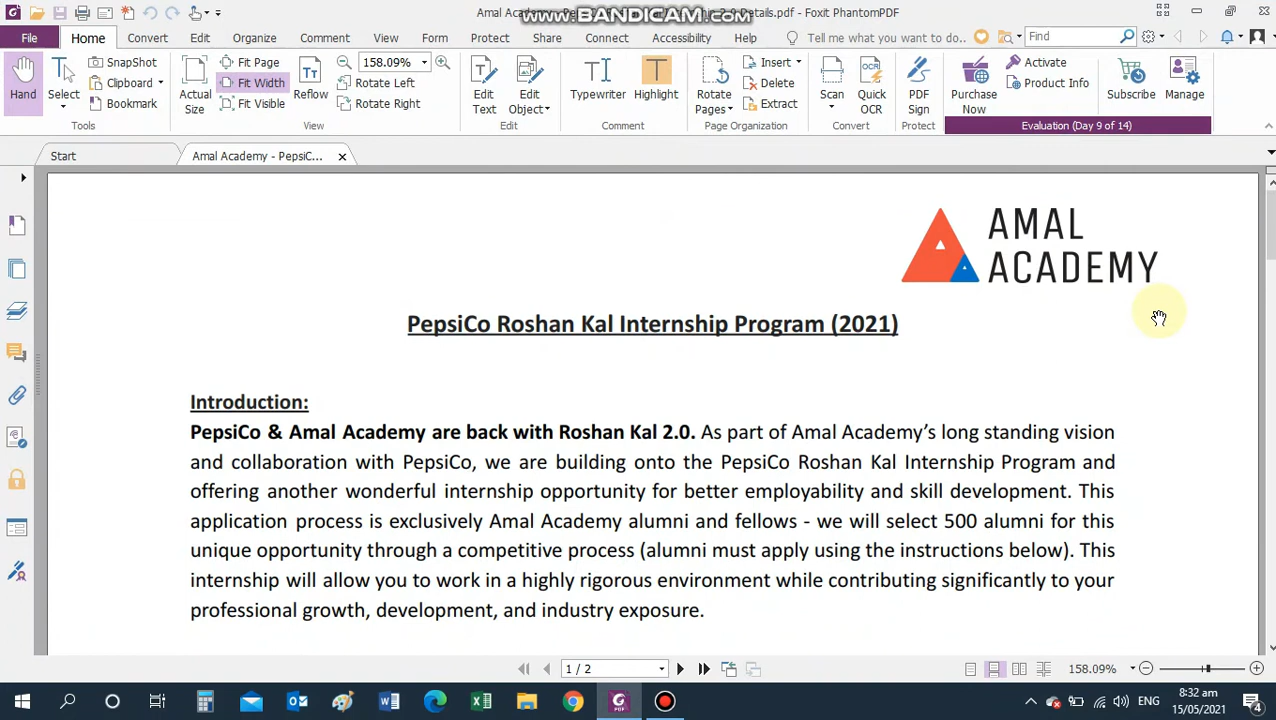 Amal Academy - Pe
2.0 Details.pdf - Foxit PhantomPDF
www.BANDICAM.com
File Home Convert Edit Organize Comment View Form Protect Share Connect Accessibility Help Tell me what you want to do.. Find
Hand
Select
SnapShot
Clipboard
Bookmark
Tools
Actual Size
Fit Page
Fit Width
Fit Visible
Reflow
158.09%
Rotate Left
Rotate Right
View
Edit Text
Edit Object
Edit
Typewriter
Highlight
Comment
Rotate Pages
Insert
Delete
Extract
Page Organization
Scan
Quick OCR
Convert
PDF Sign
Protect
Purchase Now
Activate
Product Info
Subscribe
Manage
Evaluation (Day 9 of 14)
Start
Amal Academy - PepsiC...
AMAL
ACADEMY
PepsiCo Roshan Kal Internship Program (2021)
Introduction:
PepsiCo & Amal Academy are back with Roshan Kal 2.0. As part of Amal Academy's long standing vision
and collaboration with PepsiCo, we are building onto the PepsiCo Roshan Kal Internship Program and
offering another wonderful internship opportunity for better employability and skill development. This
application process is exclusively Amal Academy alumni and fellows - we will select 500 alumni for this
unique opportunity through a competitive process (alumni must apply using the instructions below). This
internship will allow you to work in a highly rigorous environment while contributing significantly to your
professional growth, development, and industry exposure.
1 / 2
158.09%
ENG
8:32 am
15/05/2021
4